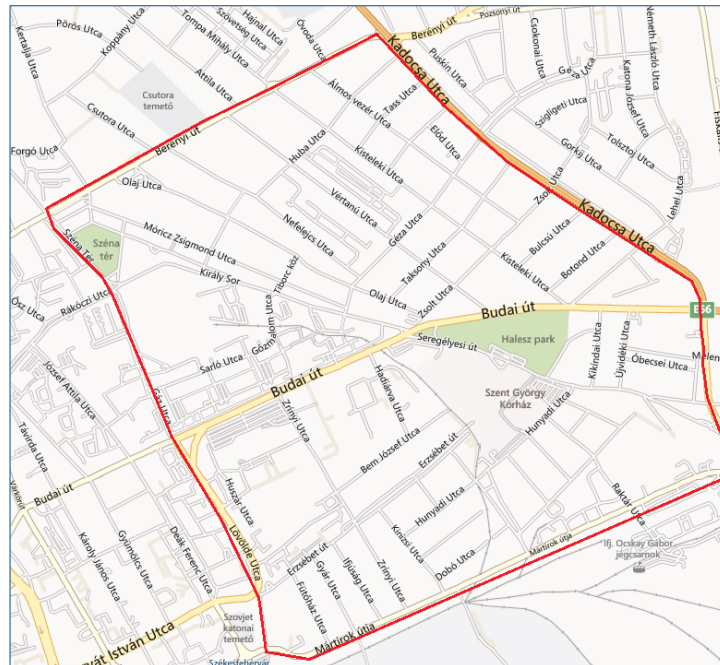 Pörös Utca
Koppány Utca
Tompa Mihály Utca
Szövetség Utca
Hajnal Utca
Óvoda Utca
Berényi út
Pozsonyi Út
Kertalja Utca
Attila Utca
Kadocsa Utca
Puskin Utca
Csokonai Utca
Németh László Utca
Katona József Utca
Csutora
temető
Álmos vezér Utca
Tass Utca
Szigligeti Utca
Csutora Utca
Berényi út
Huba Utca
Kisteleki Utca
Előd Utca
Gorkij Utca
Tolsztoj Utca
Forgó Utca
Olaj Utca
Vértanú Utca
Zsolt Utca
Lehel Utca
Széna Tér
Széna
tér
Móricz Zsigmond Utca
Nefelejcs Utca
Géza Utca
Kadocsa Utca
Bulcsú Utca
Király Sor
Tiborc köz
Taksony Utca
Kisteleki Utca
Botond Utca
Ősz Utca
Rákóczi Utca
Olaj Utca
Zsolt Utca
Budai út
E66
Gőzmalom Utca
Seregélyesi út
Halesz park
Sarló Utca
Budai út
Kikindai Utca
Újvidéki Utca
Óbecsei Utca
József Attila Utca
Gáz Utca
Hadiárva Utca
Szent György
Kórház
Távírda Utca
Zrínyi Utca
Hunyadi Utca
Bem József Utca
Erzsébet út
Várkörút
Budai út
Huszár Utca
Hunyadi Utca
Raktár Utca
Károly János Utca
Gyümölcs Utca
Deák Ferenc Utca
Lövölde Utca
Erzsébet út
Kinizsi Utca
Mártírok útja
Ifj. Ocskay Gábor
jégcsarnok
Gyár Utca
Ifjúság Utca
Zrínyi Utca
Dobó Utca
Fűtőház Utca
Szovjet
katonai
temető
Mártírok útja
Székesfehérvár